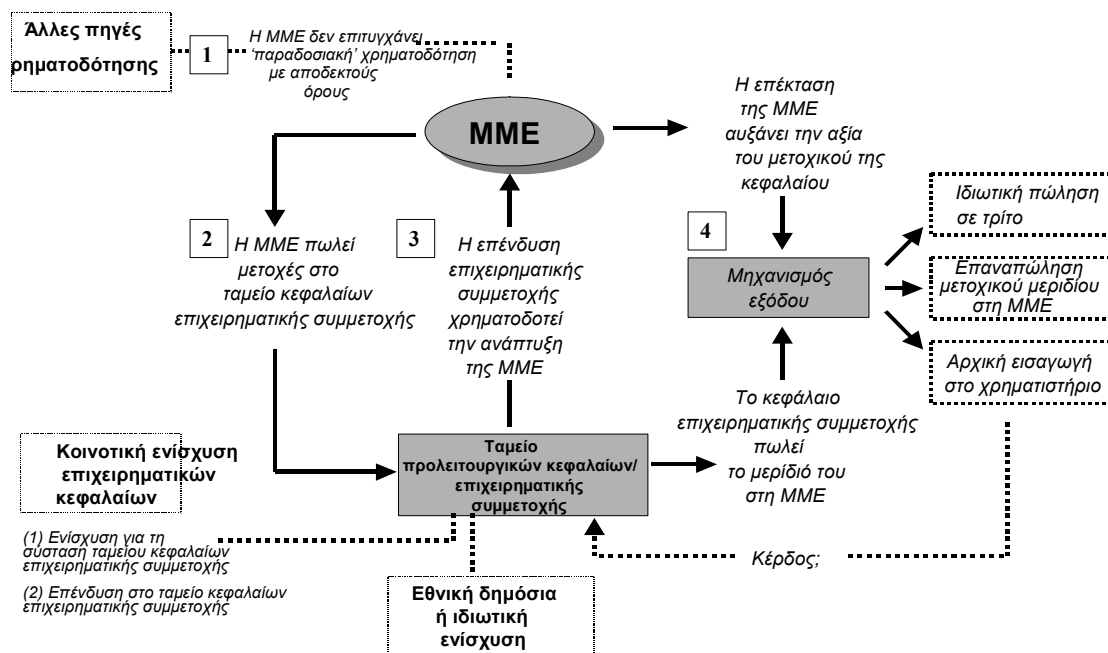 Άλλες πηγές
ρηματοδότησης
1
Η ΜΜΕ δεν επιτυγχάνει
‘παραδοσιακή’ χρηματοδότηση
με αποδεκτούς
όρους
ΜΜΕ
Η επέκταση
της ΜΜΕ
αυξάνει την αξία
του μετοχικού της
κεφαλαίου
2
Η ΜΜΕ πωλεί
μετοχές στο
ταμείο κεφαλαίων
επιχειρηματικής συμμετοχής
3
Η επένδυση
επιχειρηματικής
συμμετοχής
χρηματοδοτεί
την ανάπτυξη
της ΜΜΕ
4
Μηχανισμός
εξόδου
Ιδιωτική πώληση
σε τρίτο
Επαναπώληση
μετοχικού μεριδίου
στη ΜΜΕ
Αρχική εισαγωγή
στο χρηματιστήριο
Το κεφάλαιο
επιχειρηματικής συμμετοχής
πωλεί
το μερίδιό του
στη ΜΜΕ
Κοινοτική ενίσχυση
επιχειρηματικών
κεφαλαίων
Ταμείο
προλειτουργικών κεφαλαίων/
επιχειρηματικής
συμμετοχής
(1) Ενίσχυση για τη
σύσταση ταμείου κεφαλαίων
επιχειρηματικής συμμετοχής
(2) Επένδυση στο ταμείο κεφαλαίων
επιχειρηματικής συμμετοχής
Κέρδος;
Εθνική δημόσια
ή ιδιωτική
ενίσχυση